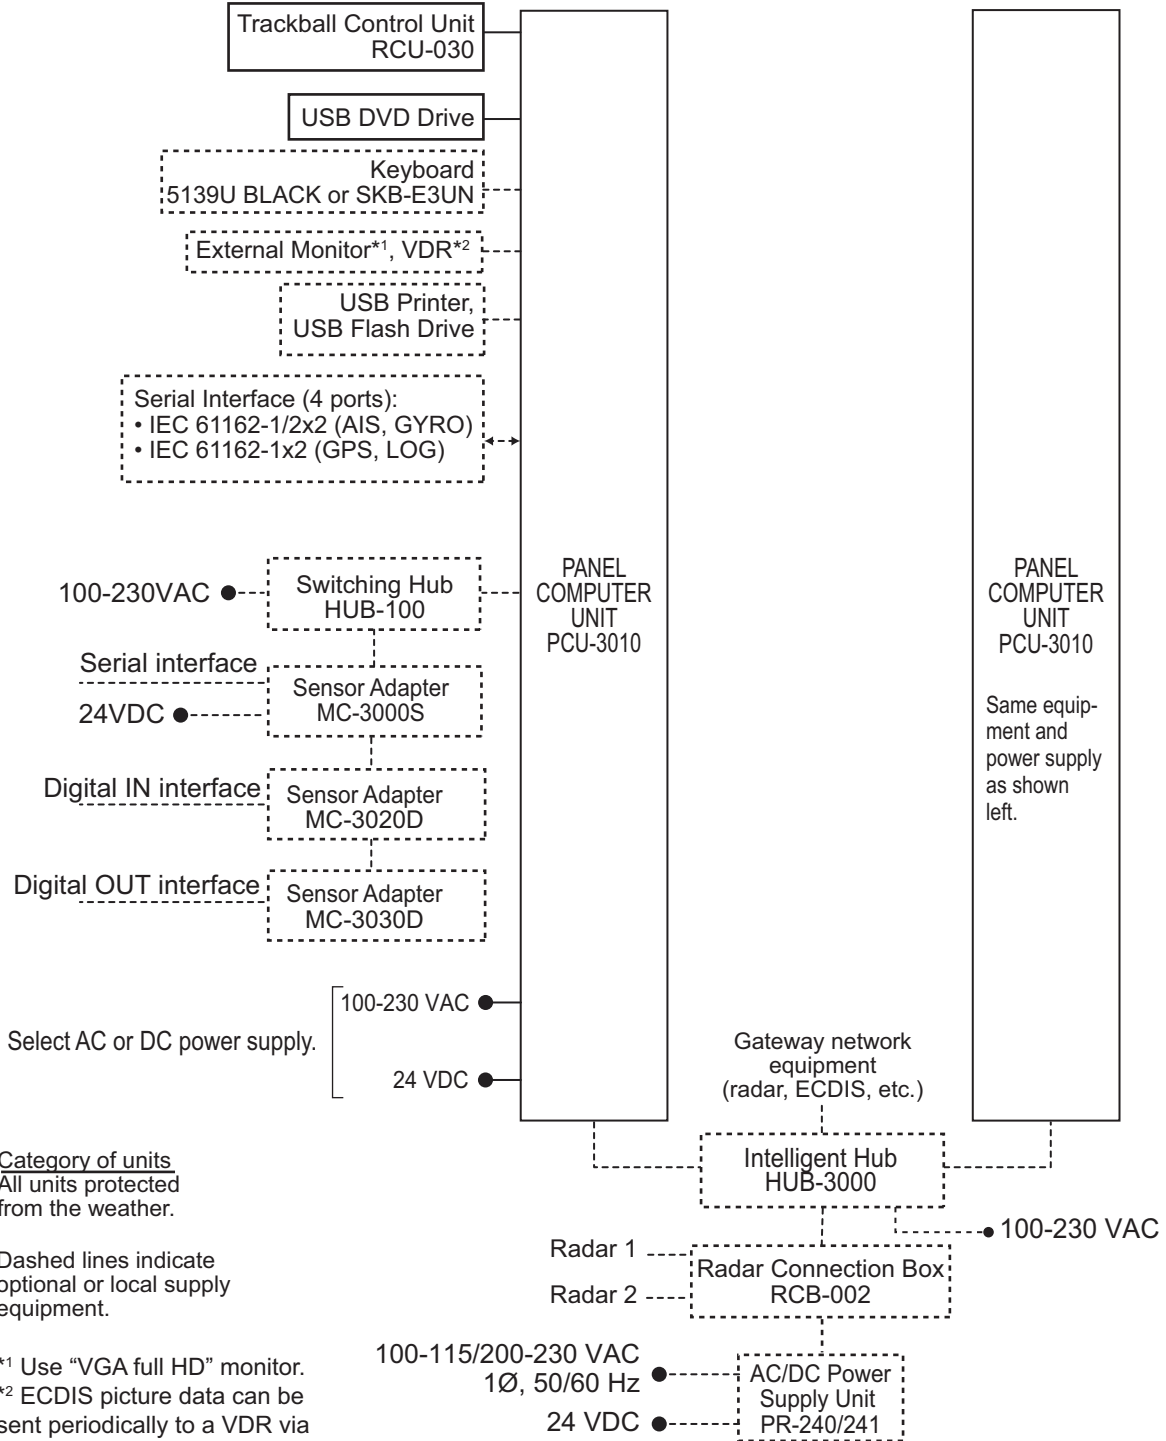 Trackball Control Unit
RCU-030
USB DVD Drive
Keyboard
5139U BLACK or SKB-E3UN
External Monitor*1, VDR*2
USB Printer,
USB Flash Drive
Serial Interface (4 ports):
• IEC 61162-1/2x2 (AIS, GYRO)
• IEC 61162-1x2 (GPS, LOG)
100-230VAC
Switching Hub
HUB-100
Serial interface
24VDC
Sensor Adapter
MC-3000S
Digital IN interface
Sensor Adapter
MC-3020D
Digital OUT interface
Sensor Adapter
MC-3030D
PANEL
COMPUTER
UNIT
PCU-3010
PANEL
COMPUTER
UNIT
PCU-3010
Same equip-
ment and
power supply
as shown
left.
Select AC or DC power supply.
100-230 VAC
24 VDC
Gateway network
equipment
(radar, ECDIS, etc.)
Intelligent Hub
HUB-3000
100-230 VAC
Radar 1
Radar 2
Radar Connection Box
RCB-002
100-115/200-230 VAC
1Ø, 50/60 Hz
24 VDC
AC/DC Power
Supply Unit
PR-240/241
Category of units
All units protected
from the weather.
Dashed lines indicate
optional or local supply
equipment.
*1 Use “VGA full HD” monitor.
*2 ECDIS picture data can be
sent periodically to a VDR via